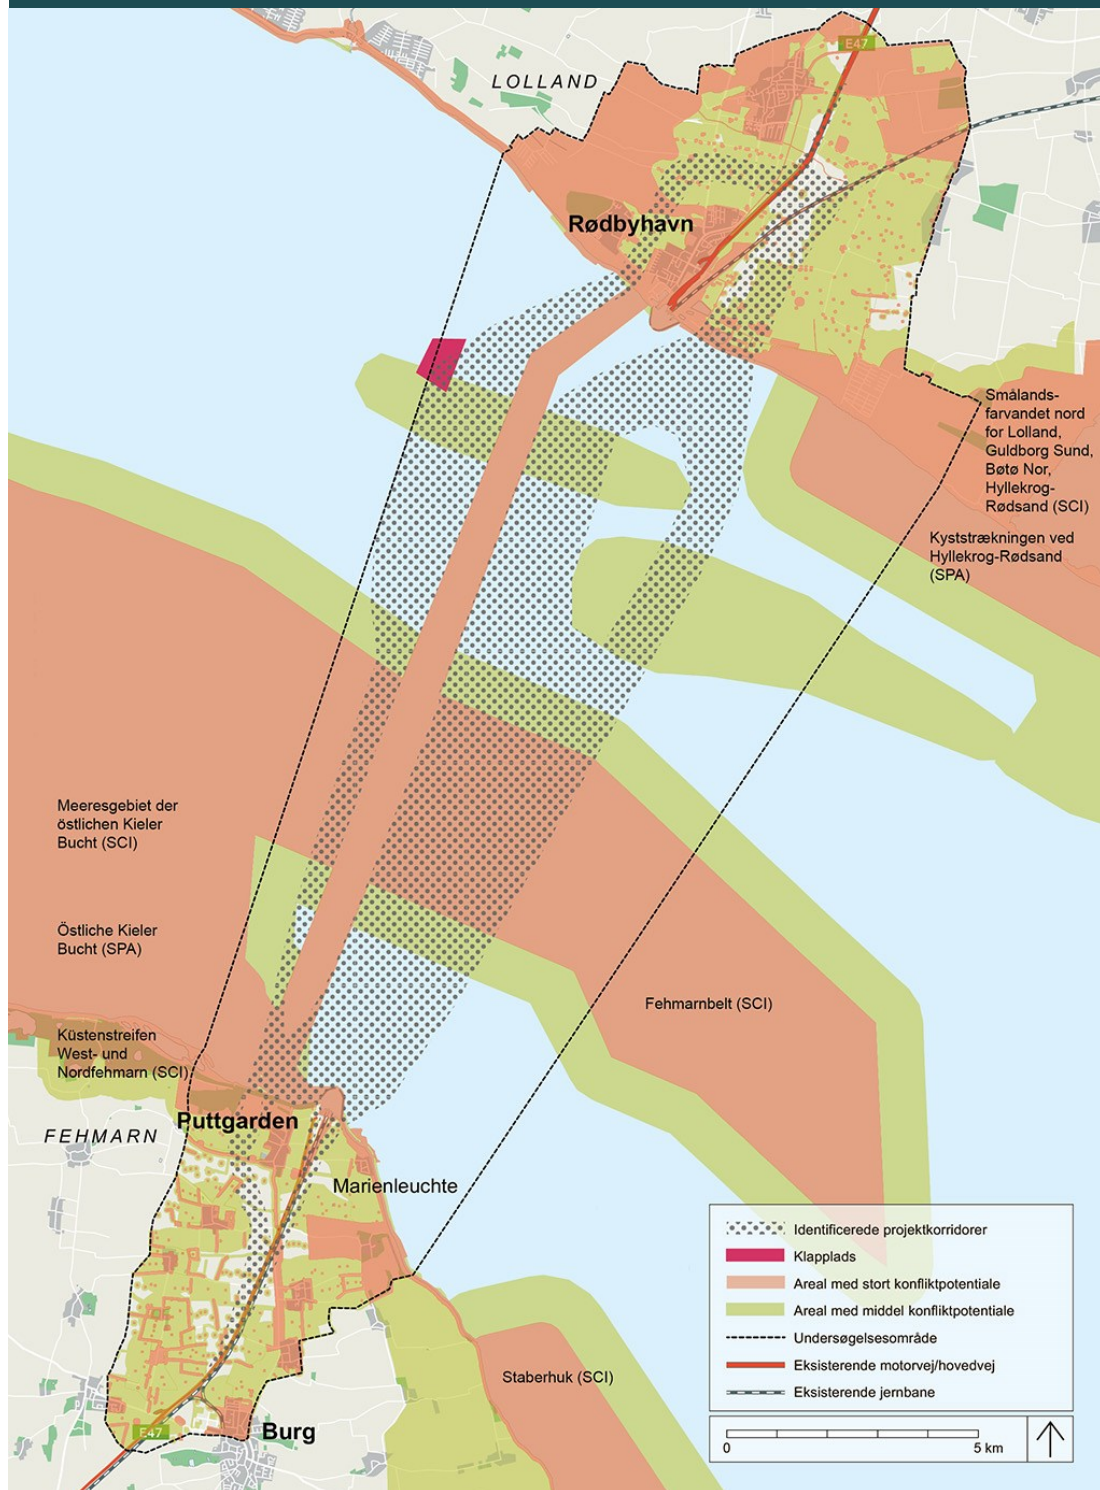 E47
LOLLAND
Rødbyhavn
Smålands-
farvandet nord
for Lolland,
Guldborg Sund,
Bøtø Nor,
Hyllekrog-
Rødsand (SCI)
Kyststrækningen ved
Hyllekrog-Rødsand
(SPA)
Meeresgebiet der
östlichen Kieler
Bucht (SCI)
Östliche Kieler
Bucht (SPA)
Fehmarnbelt (SCI)
Küstenstreifen
West- und
Nordfehmarn (SCI)
Puttgarden
FEHMARN
Marienleuchte
Staberhuk (SCI)
Burg
E47
Identificerede projektkorridorer
Klapplads
Areal med stort konfliktpotentiale
Areal med middel konfliktpotentiale
Undersøgelsesområde
Eksisterende motorvej/hovedvej
Eksisterende jernbane
0 5 km